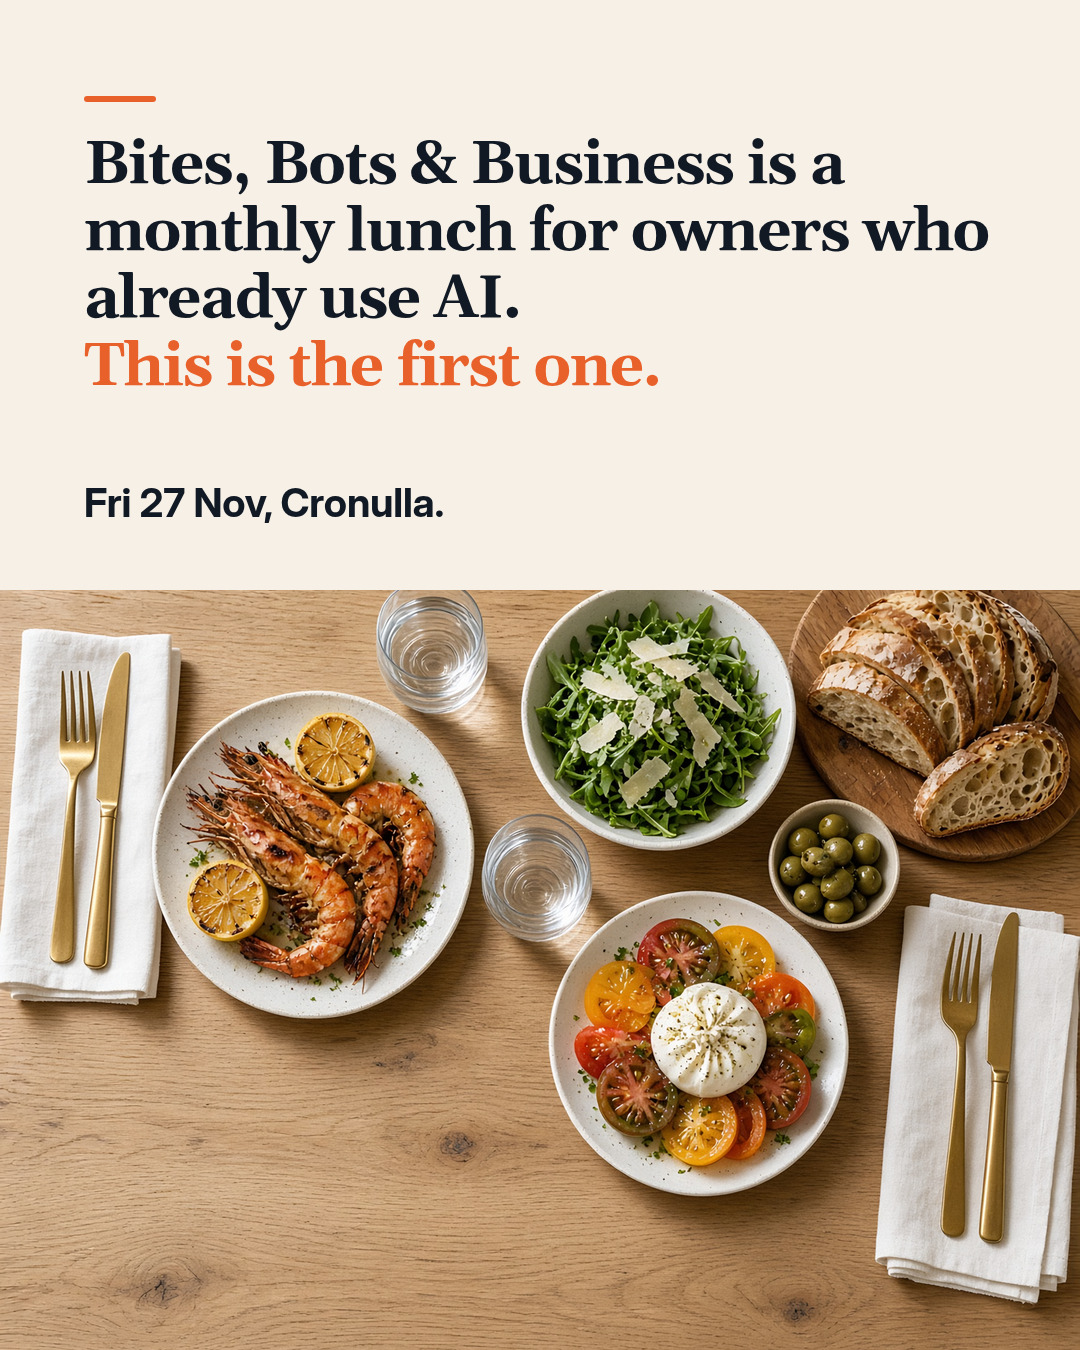 Bites, Bots & Business is a
monthly lunch for owners who
already use AI.
This is the first one.
Fri 27 Nov, Cronulla.